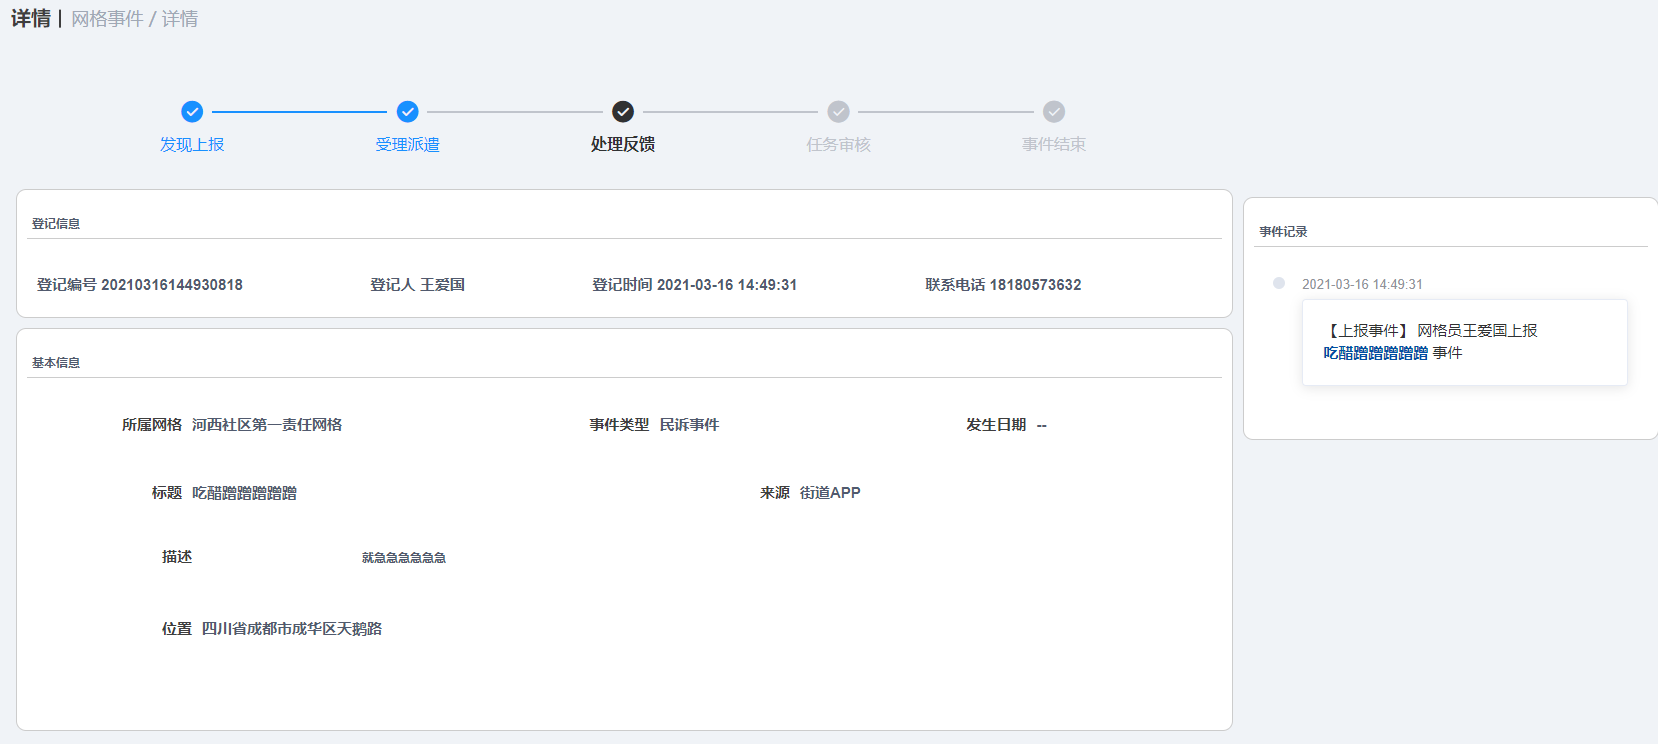 详情 | 网格事件 / 详情
发现上报 受理派遣 处理反馈 任务审核 事件结束
登记信息
登记编号 20210316144930818 登记人 王爱国 登记时间 2021-03-16 14:49:31 联系电话 18180573632
基本信息
所属网格 河西社区第一责任网格 事件类型 民诉事件 发生日期 --
标题 吃醋蹭蹭蹭蹭蹭 来源 街道APP
描述 就急急急急急急
位置 四川省成都市成华区天鹅路
事件记录
2021-03-16 14:49:31
【上报事件】 网格员王爱国上报
吃醋蹭蹭蹭蹭蹭 事件